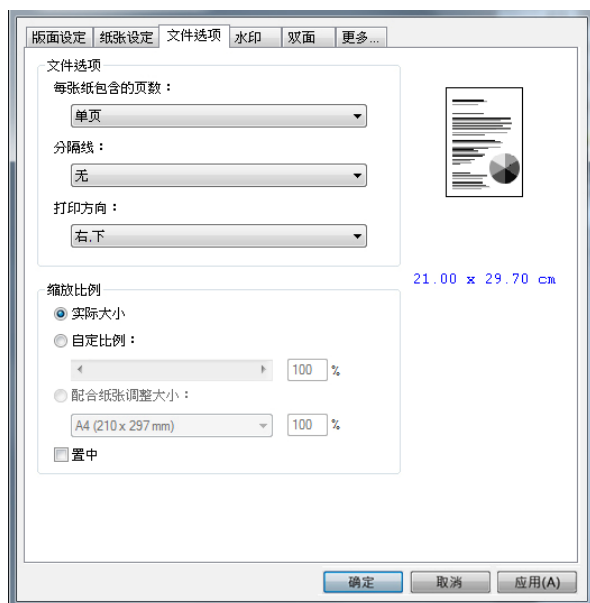 版面设定 纸张设定 文件选项 水印 双面 更多...
文件选项
每张纸包含的页数：
单页
分隔线：
无
打印方向：
右,下
21.00 x 29.70 cm
缩放比例
实际大小
自定比例：
100 %
配合纸张调整大小：
A4 (210 x 297 mm) 100 %
置中
确定 取消 应用(A)